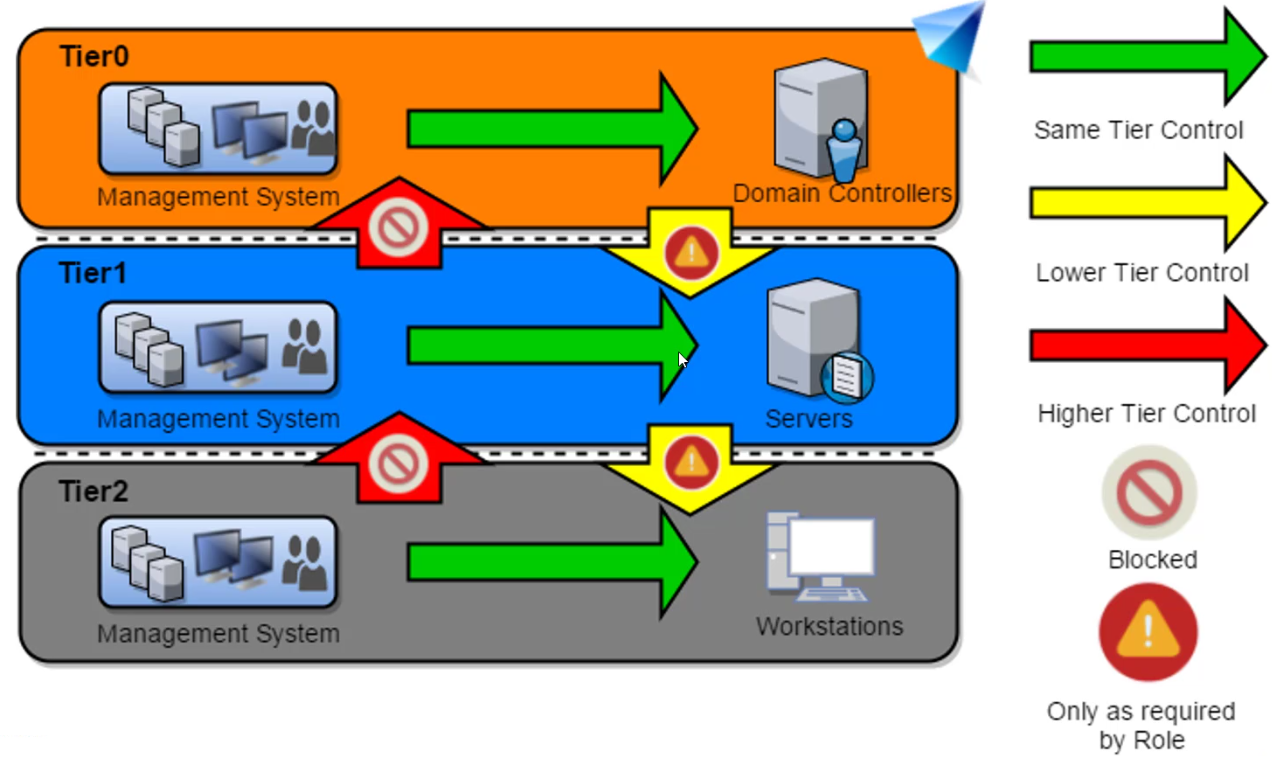 Tier0
Management System
Domain Controllers
Tier1
Management System
Servers
Tier2
Management System
Workstations
Same Tier Control
Lower Tier Control
Higher Tier Control
Blocked
Only as required
by Role